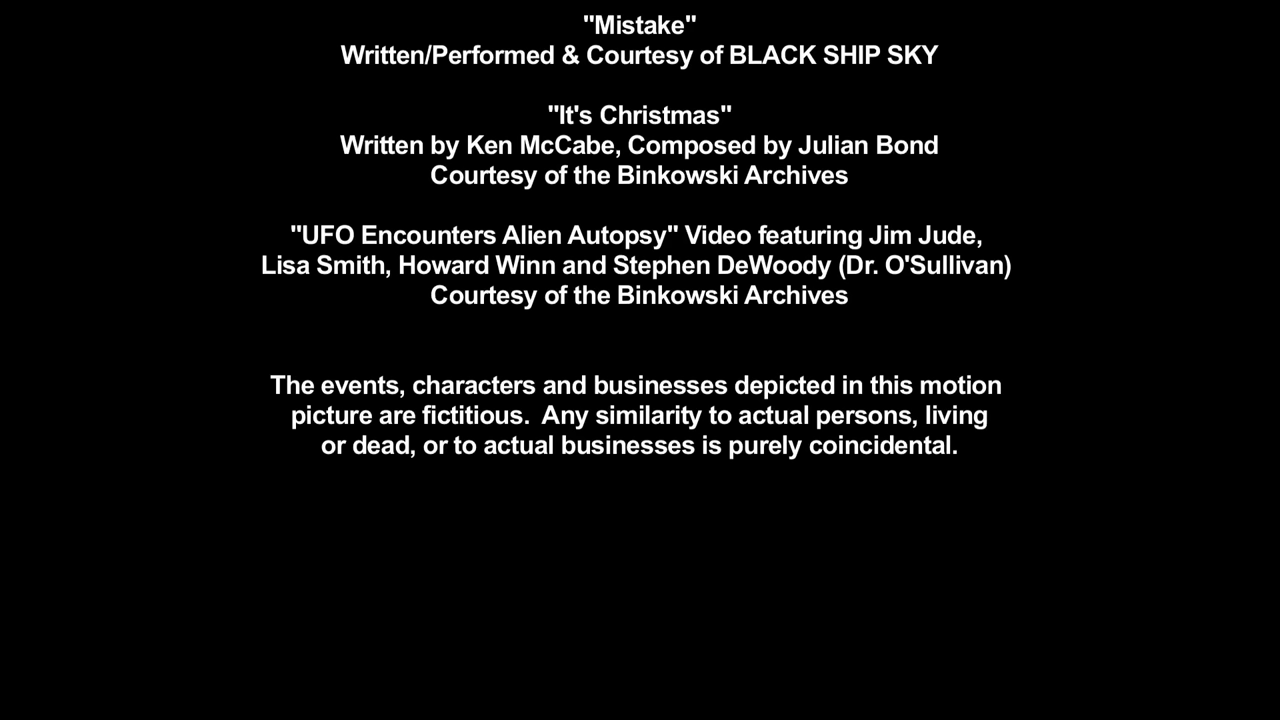 "Mistake"
Written/Performed & Courtesy of BLACK SHIP SKY
"It's Christmas"
Written by Ken McCabe, Composed by Julian Bond
Courtesy of the Binkowski Archives
"UFO Encounters Alien Autopsy" Video featuring Jim Jude,
Lisa Smith, Howard Winn and Stephen DeWoody (Dr. O'Sullivan)
Courtesy of the Binkowski Archives
The events, characters and businesses depicted in this motion
picture are fictitious.  Any similarity to actual persons, living
or dead, or to actual businesses is purely coincidental.